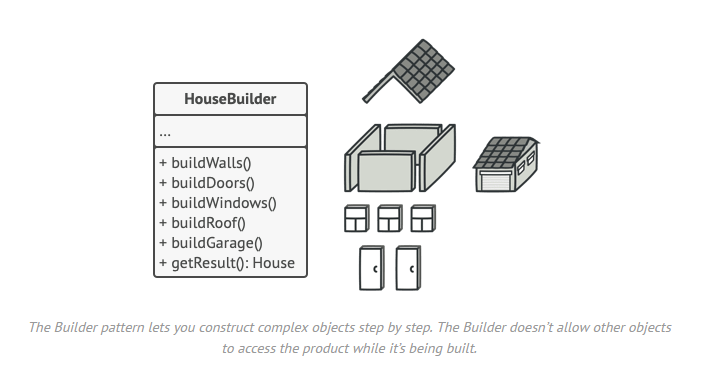 HouseBuilder
...
+ buildWalls()
+ buildDoors()
+ buildWindows()
+ buildRoof()
+ buildGarage()
+ getResult(): House
The Builder pattern lets you construct complex objects step by step. The Builder doesn’t allow other objects
to access the product while it’s being built.